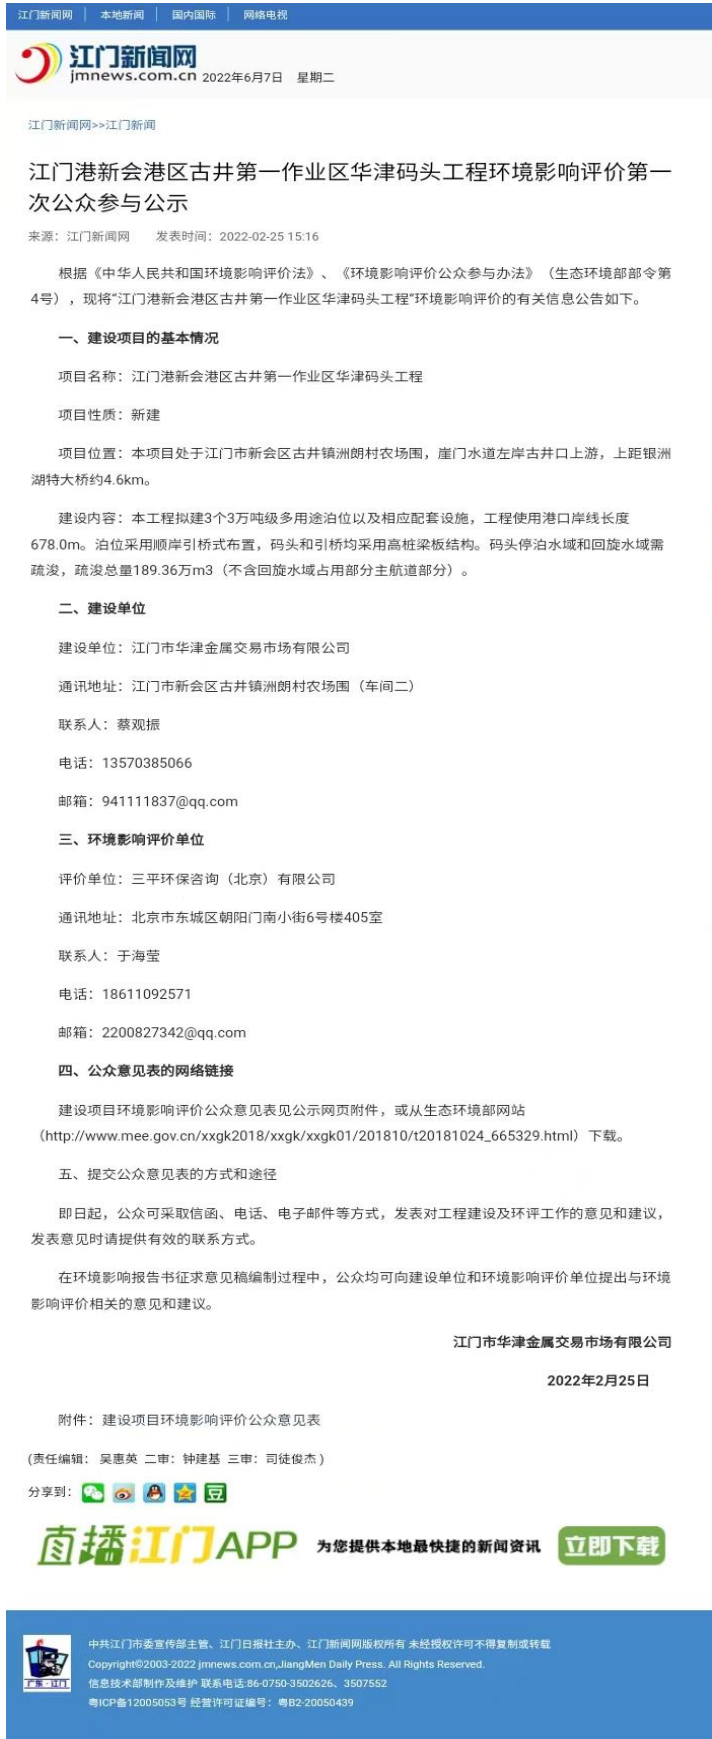 江门新闻网 | 本地新闻 | 国内国际 | 网络电视
江门新闻网
jmnews.com.cn 2022年6月7日 星期二
江门新闻网>>江门新闻
江门港新会港区古井第一作业区华津码头工程环境影响评价第一
次公众参与公示
来源：江门新闻网 发表时间：2022-02-25 15:16
根据《中华人民共和国环境影响评价法》、《环境影响评价公众参与办法》（生态环境部部令第
4号），现将“江门港新会港区古井第一作业区华津码头工程”环境影响评价的有关信息公告如下。
一、建设项目的基本情况
项目名称：江门港新会港区古井第一作业区华津码头工程
项目性质：新建
项目位置：本项目处于江门市新会区古井镇洲朗村农场围，崖门水道左岸古井口上游，上距银洲
湖特大桥约4.6km。
建设内容：本工程拟建3个3万吨级多用途泊位以及相应配套设施，工程使用港口岸线长度
678.0m。泊位采用顺岸引桥式布置，码头和引桥均采用高桩梁板结构。码头停泊水域和回旋水域需
疏浚，疏浚总量189.36万m3（不含回旋水域占用部分主航道部分）。
二、建设单位
建设单位：江门市华津金属交易市场有限公司
通讯地址：江门市新会区古井镇洲朗村农场围（车间二）
联系人：蔡观振
电话：13570385066
邮箱：941111837@qq.com
三、环境影响评价单位
评价单位：三平环保咨询（北京）有限公司
通讯地址：北京市东城区朝阳门南小街6号楼405室
联系人：于海莹
电话：18611092571
邮箱：2200827342@qq.com
四、公众意见表的网络链接
建设项目环境影响评价公众意见表见公示网页附件，或从生态环境部网站
（http://www.mee.gov.cn/xxgk2018/xxgk/xxgk01/201810/t20181024_665329.html）下载。
五、提交公众意见表的方式和途径
即日起，公众可采取信函、电话、电子邮件等方式，发表对工程建设及环评工作的意见和建议，
发表意见时请提供有效的联系方式。
在环境影响报告书征求意见稿编制过程中，公众均可向建设单位和环境影响评价单位提出与环境
影响评价相关的意见和建议。
江门市华津金属交易市场有限公司
2022年2月25日
附件：建设项目环境影响评价公众意见表
(责任编辑： 吴惠英 二审：钟建基 三审：司徒俊杰 )
分享到： 豆
直播江门APP 为您提供本地最快捷的新闻资讯 立即下载
中共江门市委宣传部主管、江门日报社主办、江门新闻网版权所有 未经授权许可不得复制或转载
Copyright©2003-2022 jmnews.com.cn,JiangMen Daily Press. All Rights Reserved.
信息技术部制作及维护 联系电话:86-0750-3502626、3507552
粤ICP备12005053号 经营许可证编号：粤B2-20050439
广东·江门